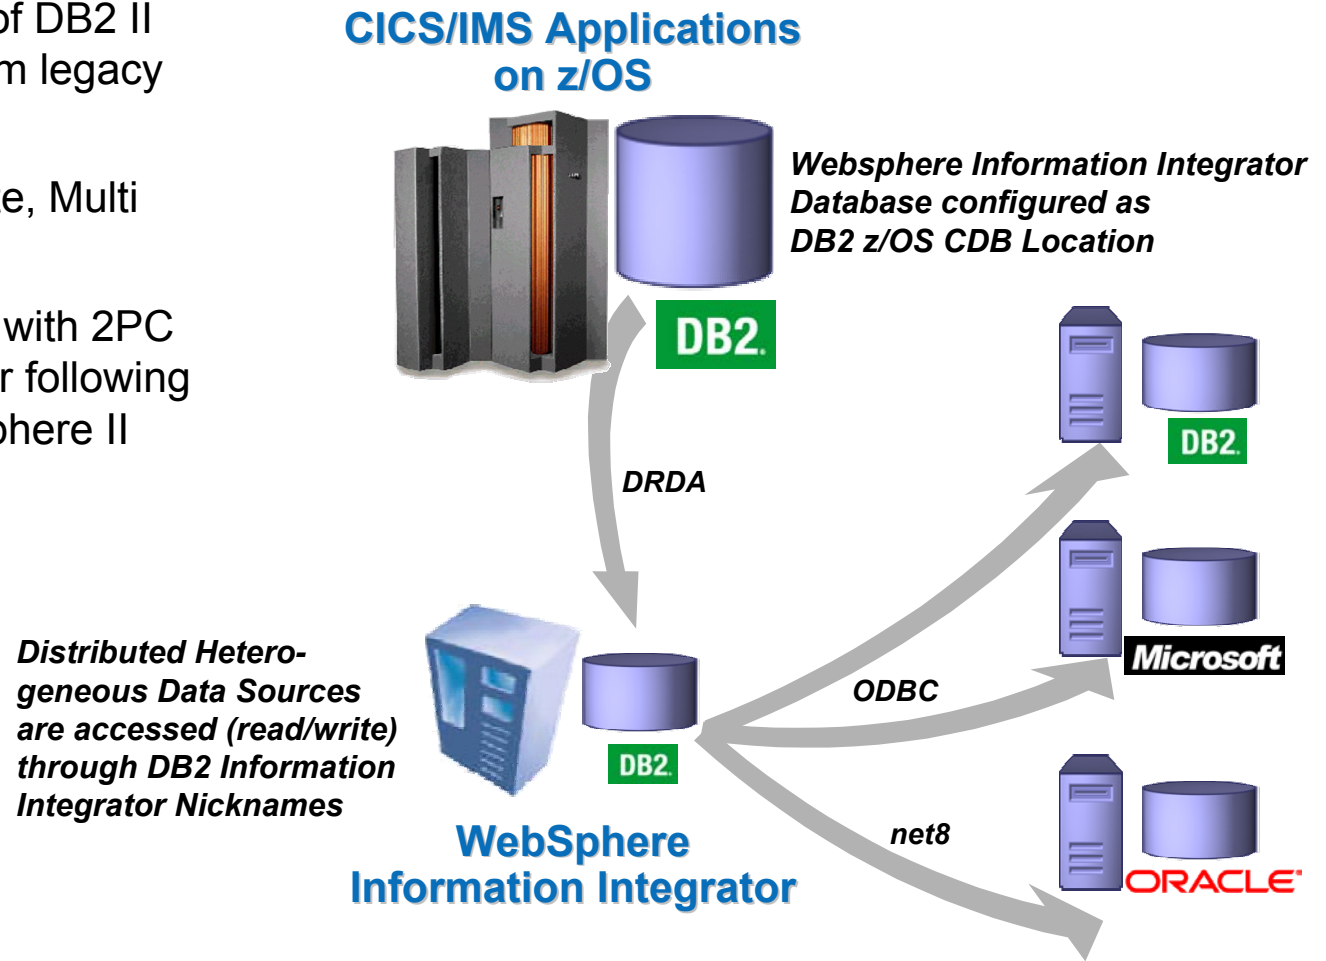 of DB2 II
m legacy
e, Multi
with 2PC
r following
phere II
CICS/IMS Applications
on z/OS
Websphere Information Integrator
Database configured as
DB2 z/OS CDB Location
DB2.
DRDA
DB2.
Microsoft
ODBC
Distributed Hetero-
geneous Data Sources
are accessed (read/write)
through DB2 Information
Integrator Nicknames
DB2.
net8
ORACLE
WebSphere
Information Integrator